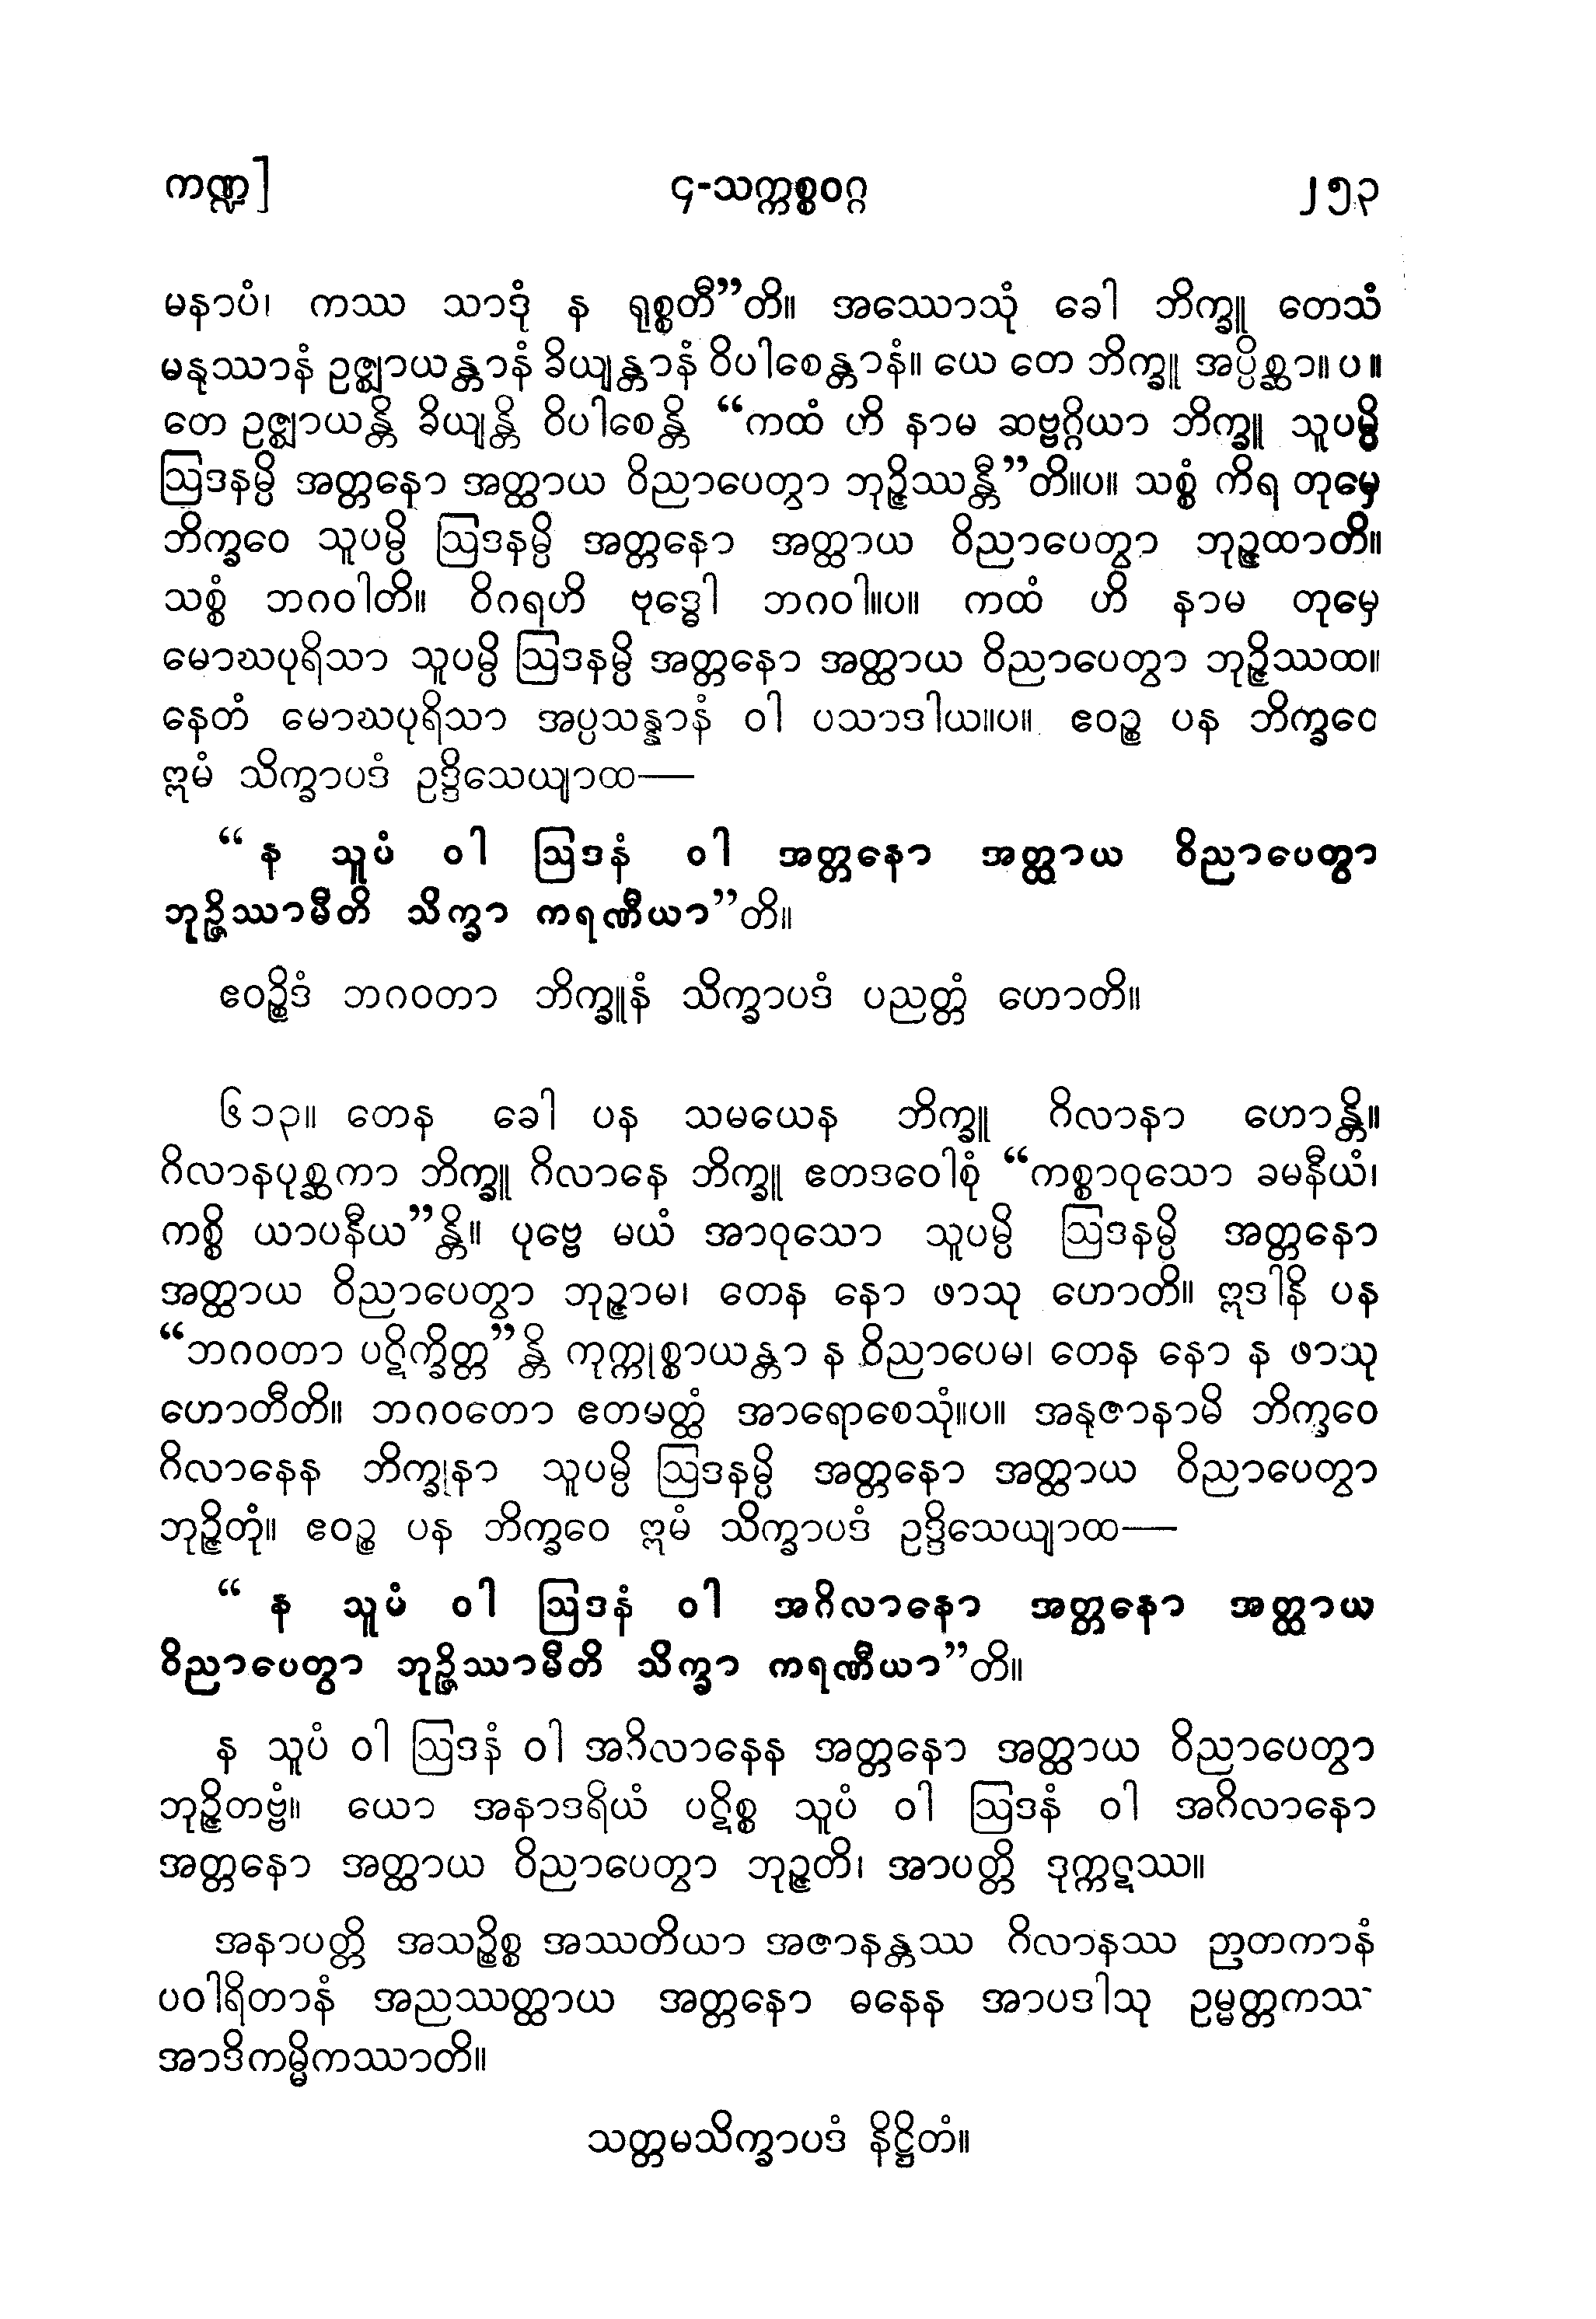 ကဏ္ဍ] ၄-သက္ကစ္စဝဂ္ဂ ၂၅၃
မနာပံ၊ ကဿ သာဒုံ န ရုစ္စတီ”တိ။ အဿောသုံ ခေါ ဘိက္ခူ တေသံ
မနုဿာနံ ဥဇ္ဈာယန္တာနံ ခိယျန္တာနံ ဝိပါစေန္တာနံ။ ယေ တေ ဘိက္ခူ အပ္ပိစ္ဆာ။ ပ ။
တေ ဥဇ္ဈာယန္တိ ခိယျန္တိ ဝိပါစေန္တိ “ကထံ ဟိ နာမ ဆဗ္ဗဂ္ဂိယာ ဘိက္ခူ သူပမ္ပိ
ဩဒနမ္ပိ အတ္တနော အတ္ထာယ ဝိညာပေတွာ ဘုဉ္ဇိဿန္တီ”တိ။ပ။ သစ္စံ ကိရ တုမှေ
ဘိက္ခဝေ သူပမ္ပိ ဩဒနမ္ပိ အတ္တနော အတ္ထာယ ဝိညာပေတွာ ဘုဉ္ဇထာတိ။
သစ္စံ ဘဂဝါတိ။ ဝိဂရဟိ ဗုဒ္ဓေါ ဘဂဝါ။ပ။ ကထံ ဟိ နာမ တုမှေ
မောဃပုရိသာ သူပမ္ပိ ဩဒနမ္ပိ အတ္တနော အတ္ထာယ ဝိညာပေတွာ ဘုဉ္ဇိဿထ။
နေတံ မောဃပုရိသာ အပ္ပသန္နာနံ ဝါ ပသာဒါယ။ပ။ ဧဝဉ္စ ပန ဘိက္ခဝေ
ဣမံ သိက္ခာပဒံ ဥဒ္ဒိသေယျာထ—
“ န သူပံ ဝါ ဩဒနံ ဝါ အတ္တနော အတ္ထာယ ဝိညာပေတွာ
ဘုဉ္ဇိဿာမီတိ သိက္ခာ ကရဏီယာ”တိ။
ဧဝဉ္စိဒံ ဘဂဝတာ ဘိက္ခူနံ သိက္ခာပဒံ ပညတ္တံ ဟောတိ။
၆၁၃။ တေန ခေါ ပန သမယေန ဘိက္ခူ ဂိလာနာ ဟောန္တိ။
ဂိလာနပုစ္ဆကာ ဘိက္ခူ ဂိလာနေ ဘိက္ခူ ဧတဒဝေါစုံ “ကစ္စာဝုသော ခမနီယံ၊
ကစ္စိ ယာပနီယ”န္တိ။ ပုဗ္ဗေ မယံ အာဝုသော သူပမ္ပိ ဩဒနမ္ပိ အတ္တနော
အတ္ထာယ ဝိညာပေတွာ ဘုဉ္ဇာမ၊ တေန နော ဖာသု ဟောတိ။ ဣဒါနိ ပန
“ဘဂဝတာ ပဋိက္ခိတ္တ”န္တိ ကုက္ကုစ္စာယန္တာ န ဝိညာပေမ၊ တေန နော န ဖာသု
ဟောတီတိ။ ဘဂဝတော ဧတမတ္ထံ အာရောစေသုံ။ပ။ အနုဇာနာမိ ဘိက္ခဝေ
ဂိလာနေန ဘိက္ခုနာ သူပမ္ပိ ဩဒနမ္ပိ အတ္တနော အတ္ထာယ ဝိညာပေတွာ
ဘုဉ္ဇိတုံ။ ဧဝဉ္စ ပန ဘိက္ခဝေ ဣမံ သိက္ခာပဒံ ဥဒ္ဒိသေယျာထ—
“ န သူပံ ဝါ ဩဒနံ ဝါ အဂိလာနော အတ္တနော အတ္ထာယ
ဝိညာပေတွာ ဘုဉ္ဇိဿာမီတိ သိက္ခာ ကရဏီယာ”တိ။
န သူပံ ဝါ ဩဒနံ ဝါ အဂိလာနေန အတ္တနော အတ္ထာယ ဝိညာပေတွာ
ဘုဉ္ဇိတဗ္ဗံ။ ယော အနာဒရိယံ ပဋိစ္စ သူပံ ဝါ ဩဒနံ ဝါ အဂိလာနော
အတ္တနော အတ္ထာယ ဝိညာပေတွာ ဘုဉ္ဇတိ၊ အာပတ္တိ ဒုက္ကဋဿ။
အနာပတ္တိ အသဉ္စိစ္စ အဿတိယာ အဇာနန္တဿ ဂိလာနဿ ဉာတကာနံ
ပဝါရိတာနံ အညဿတ္ထာယ အတ္တနော ဓနေန အာပဒါသု ဥမ္မတ္တကဿ
အာဒိကမ္မိကဿာတိ။
သတ္တမသိက္ခာပဒံ နိဋ္ဌိတံ။